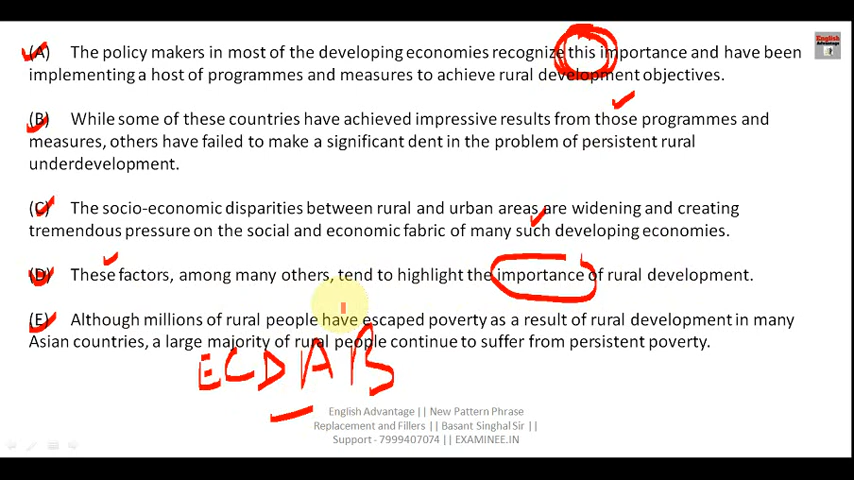 English
Advantage
(A) The policy makers in most of the developing economies recognize this importance and have been
implementing a host of programmes and measures to achieve rural development objectives.
(B) While some of these countries have achieved impressive results from those programmes and
measures, others have failed to make a significant dent in the problem of persistent rural
underdevelopment.
(C) The socio-economic disparities between rural and urban areas are widening and creating
tremendous pressure on the social and economic fabric of many such developing economies.
(D) These factors, among many others, tend to highlight the importance of rural development.
(E) Although millions of rural people have escaped poverty as a result of rural development in many
Asian countries, a large majority of rural people continue to suffer from persistent poverty.
ECDAB
English Advantage || New Pattern Phrase
Replacement and Fillers || Basant Singhal Sir ||
Support - 7999407074 || EXAMINEE.IN